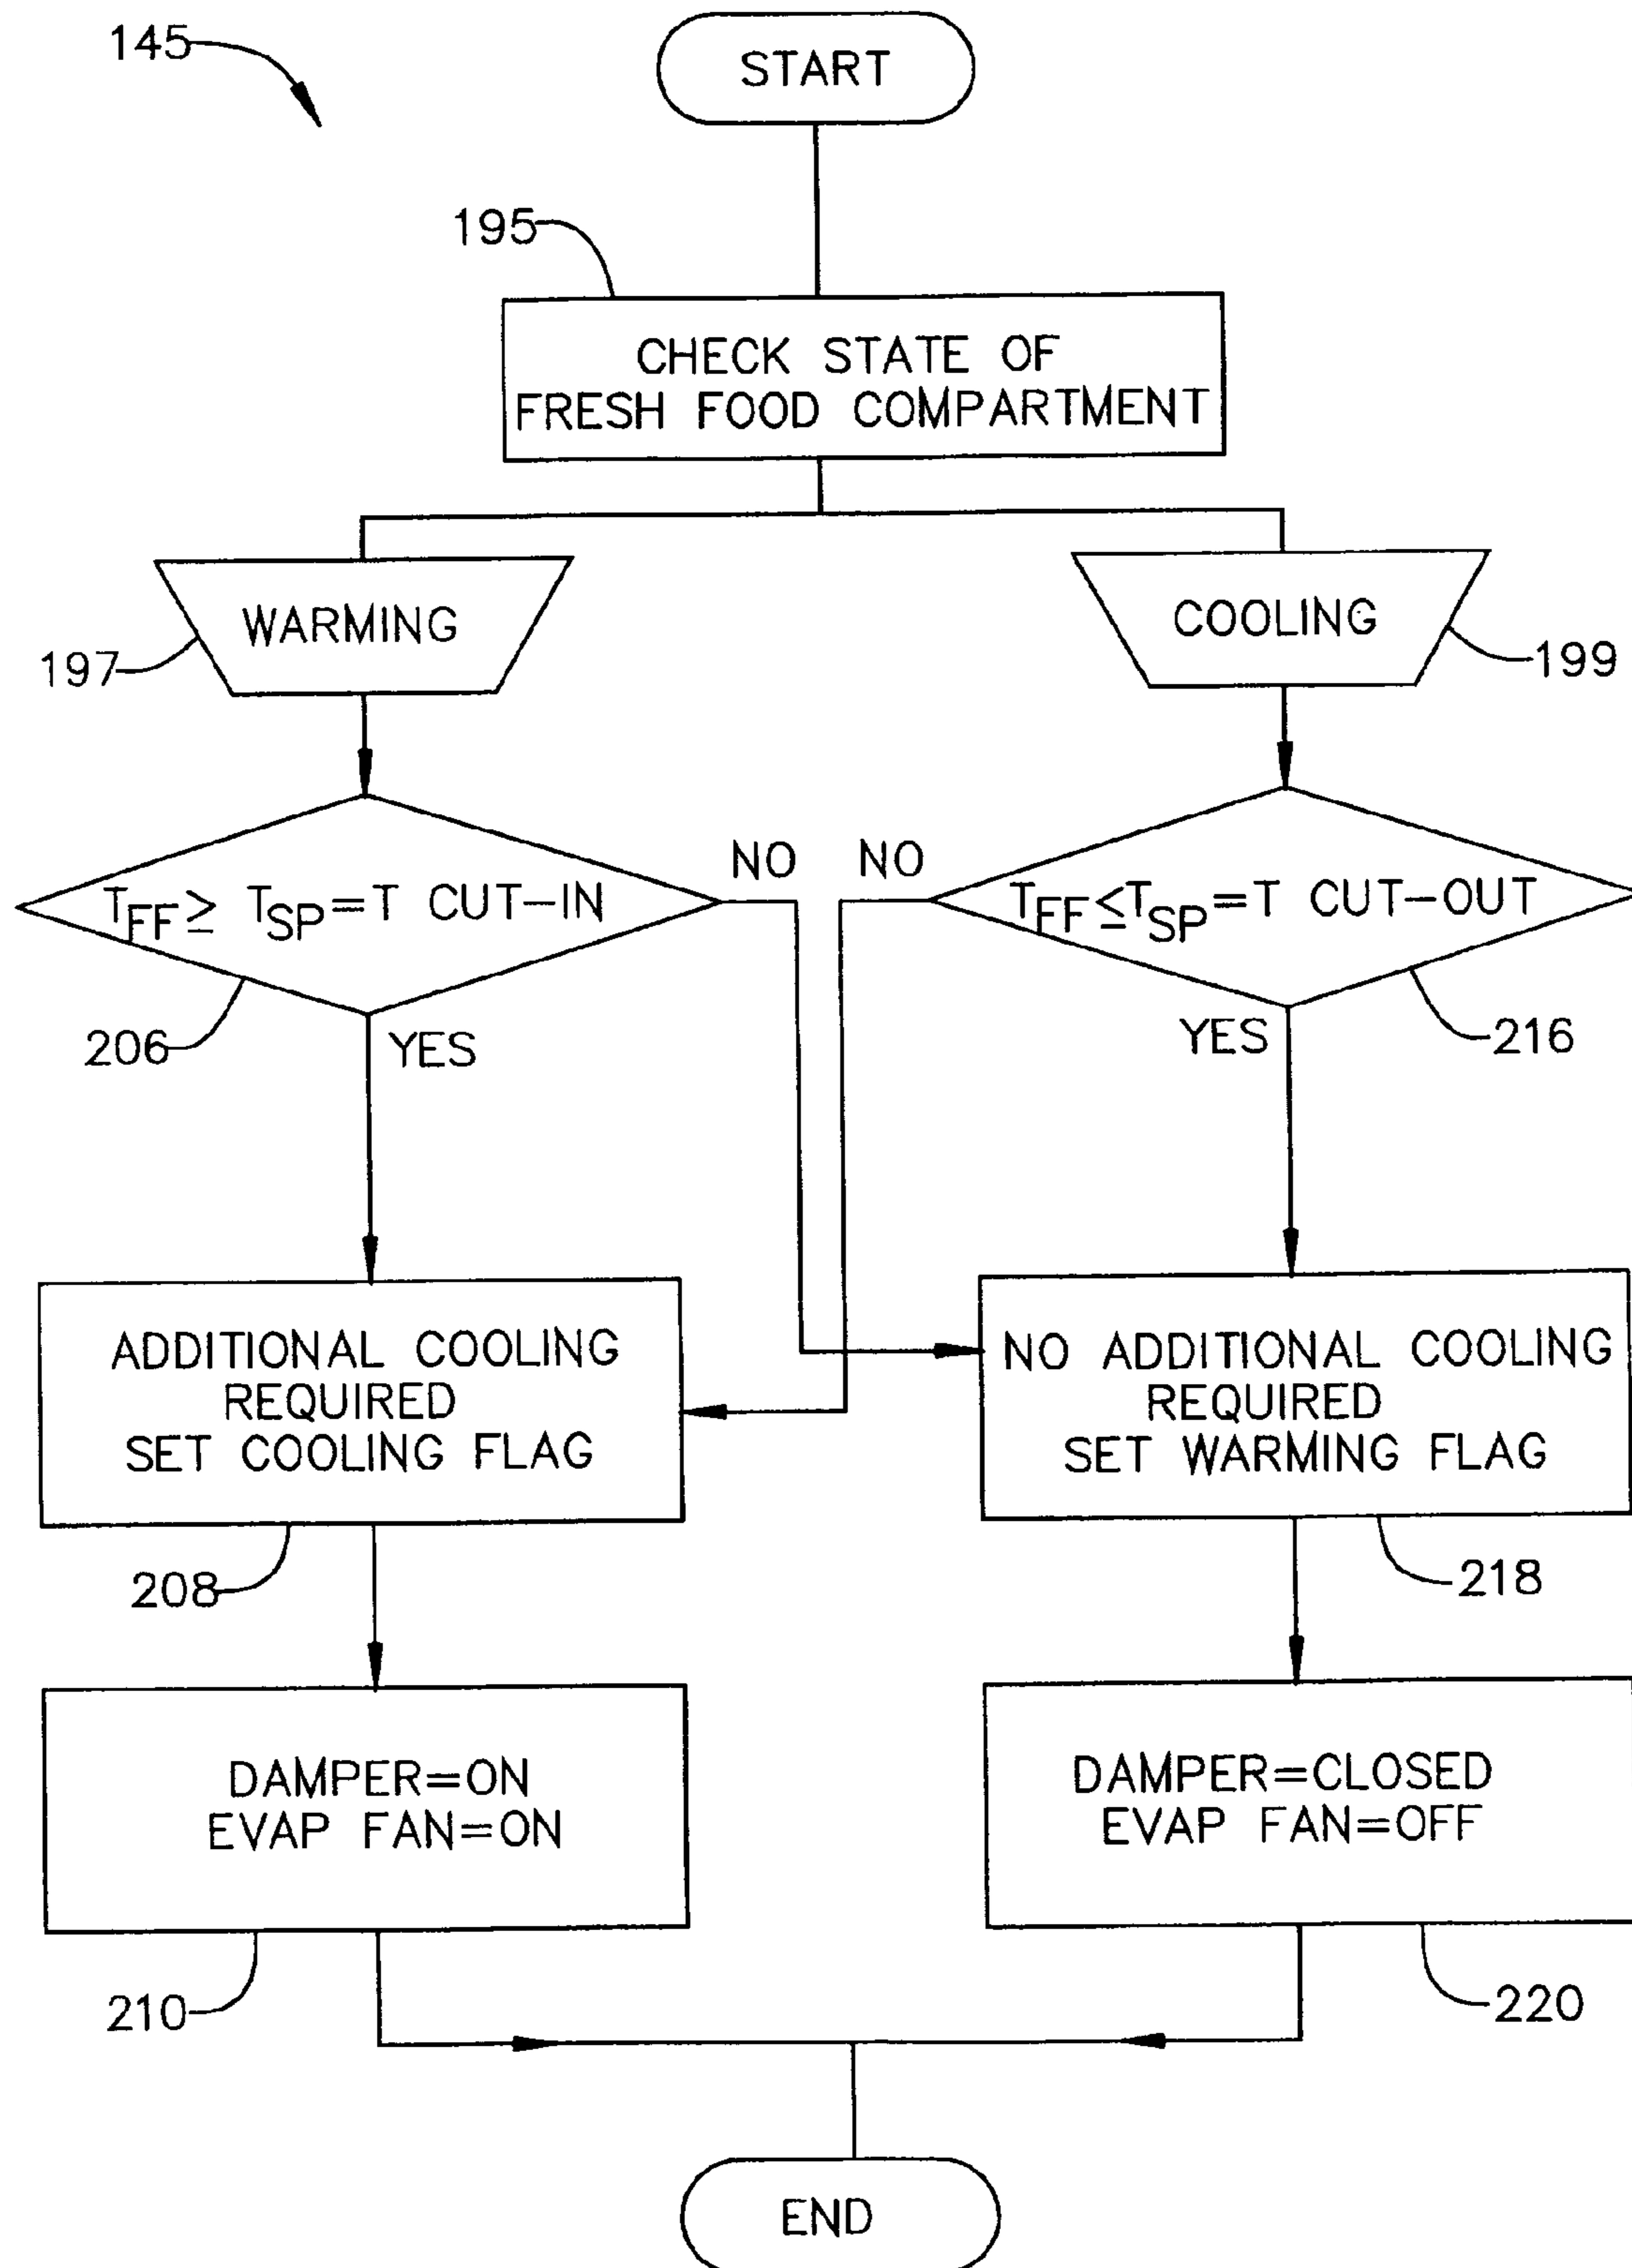 145
START
195
CHECK STATE OF
FRESH FOOD COMPARTMENT
WARMING
COOLING
197
199
NO
NO
TFF≥ TSP=T CUT-IN
TFF≤TSP=T CUT-OUT
206
YES
YES
216
ADDITIONAL COOLING
REQUIRED
SET COOLING FLAG
NO ADDITIONAL COOLING
REQUIRED
SET WARMING FLAG
208
218
DAMPER=ON
EVAP FAN=ON
DAMPER=CLOSED
EVAP FAN=OFF
210
220
END